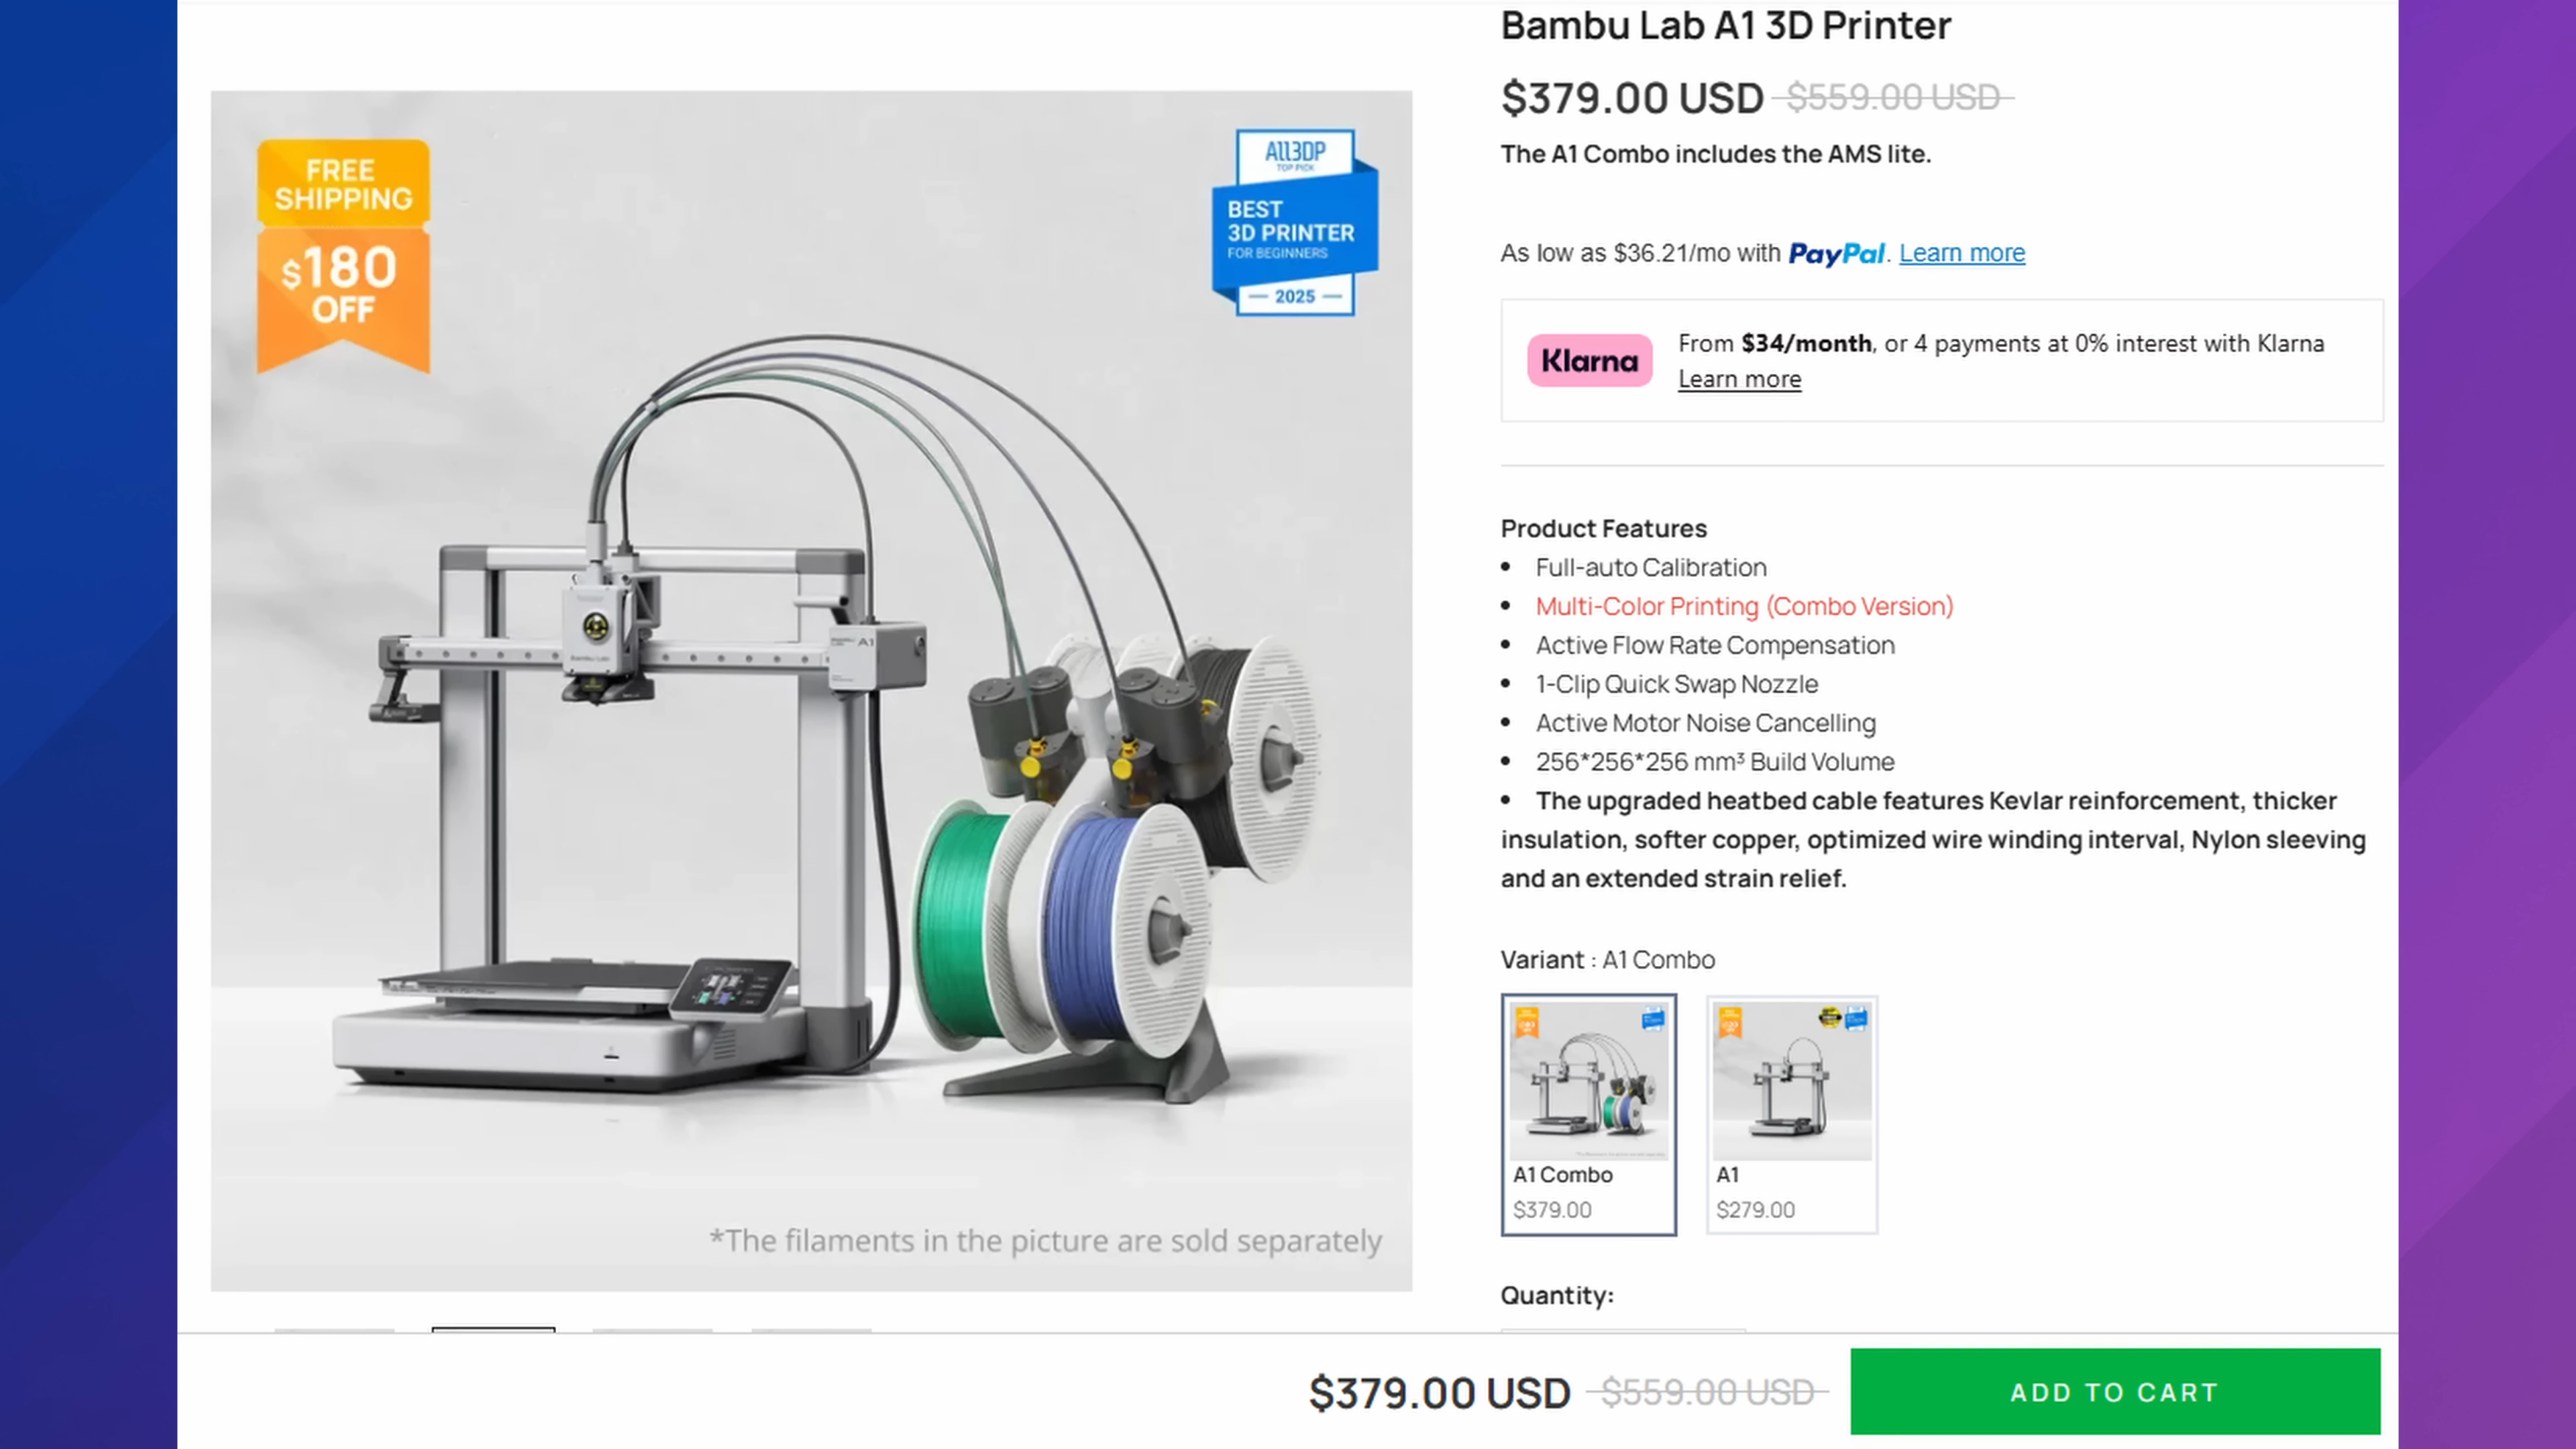 Bambu Lab A1 3D Printer
$379.00 USD $559.00 USD
The A1 Combo includes the AMS lite.
As low as $36.21/mo with PayPal. Learn more
Klarna
From $34/month, or 4 payments at 0% interest with Klarna
Learn more
Product Features
• Full-auto Calibration
• Multi-Color Printing (Combo Version)
• Active Flow Rate Compensation
• 1-Clip Quick Swap Nozzle
• Active Motor Noise Cancelling
• 256*256*256 mm³ Build Volume
• The upgraded heatbed cable features Kevlar reinforcement, thicker
insulation, softer copper, optimized wire winding interval, Nylon sleeving
and an extended strain relief.
Variant : A1 Combo
A1 Combo
$379.00
A1
$279.00
Quantity:
FREE
SHIPPING
$180
OFF
All3DP
TOP PICK
BEST
3D PRINTER
FOR BEGINNERS
2025
A1
Bambu Lab
*The filaments in the picture are sold separately
$379.00 USD $559.00 USD
ADD TO CART